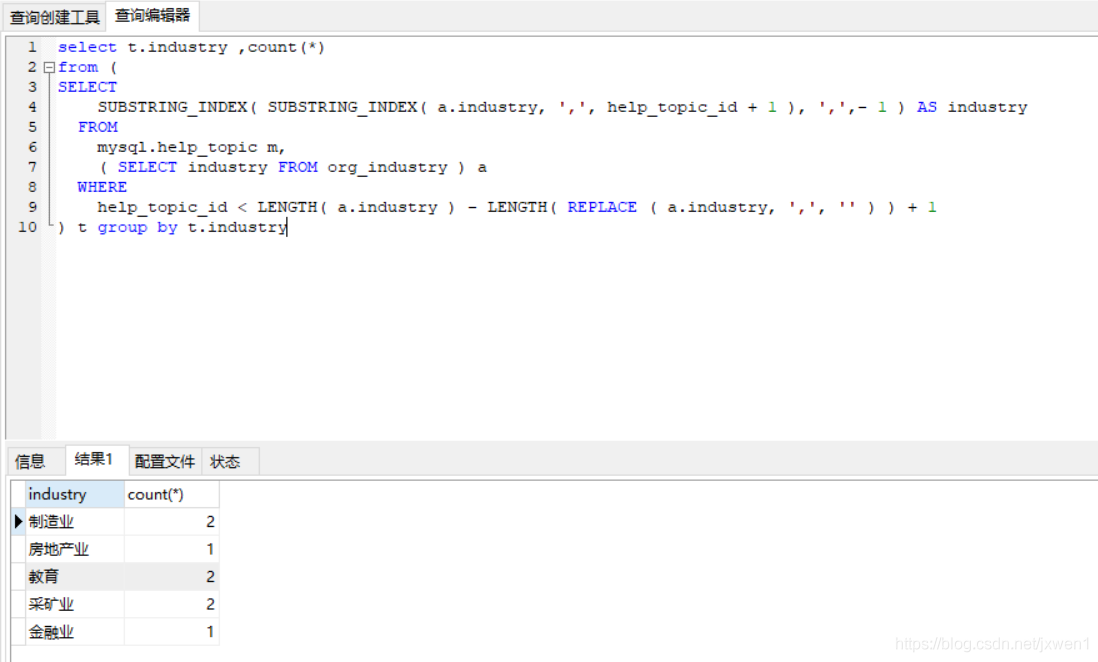 查询创建工具 查询编辑器
1 select t.industry ,count(*)
2 from (
3 SELECT
4 SUBSTRING_INDEX( SUBSTRING_INDEX( a.industry, ',', help_topic_id + 1 ), ',',- 1 ) AS industry
5 FROM
6 mysql.help_topic m,
7 ( SELECT industry FROM org_industry ) a
8 WHERE
9 help_topic_id < LENGTH( a.industry ) - LENGTH( REPLACE ( a.industry, ',', '' ) ) + 1
10 ) t group by t.industry
信息 结果1 配置文件 状态
industry count(*)
制造业 2
房地产业 1
教育 2
采矿业 2
金融业 1
https://blog.csdn.net/jxwen1